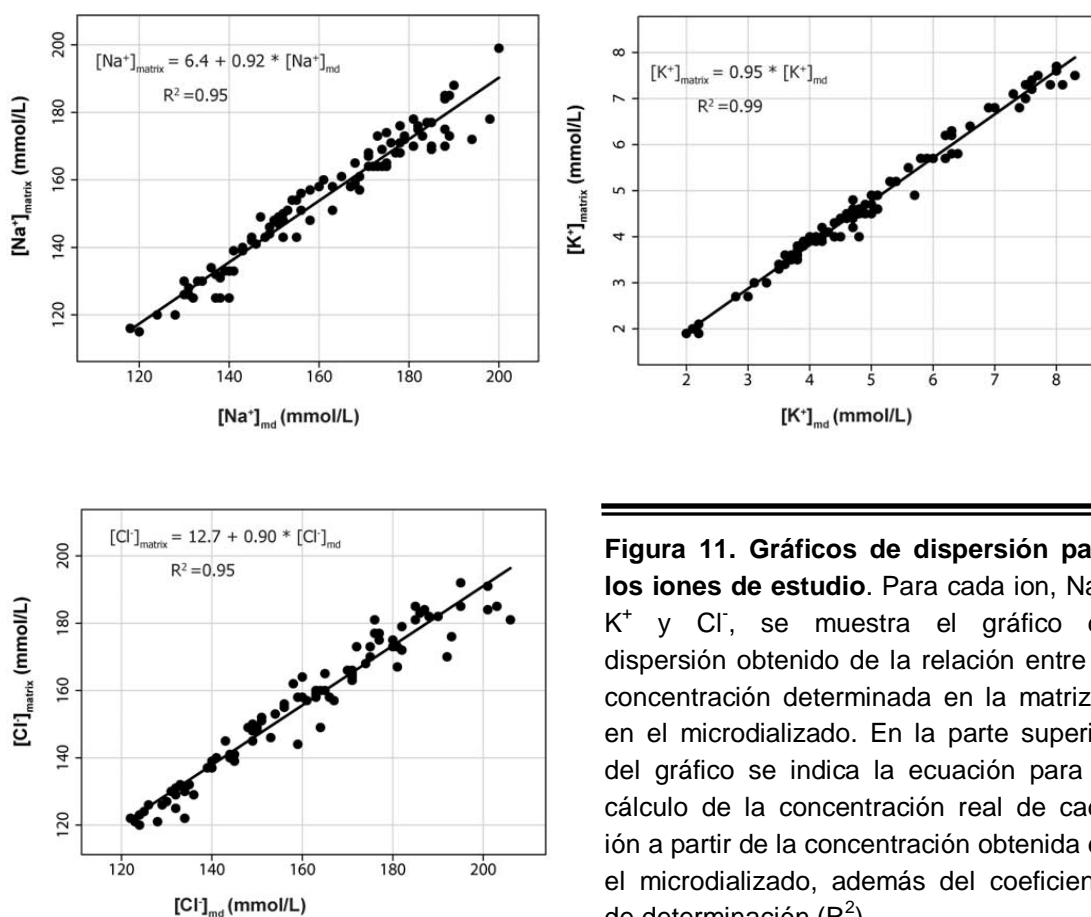 [Na⁺]matrix = 6.4 + 0.92 * [Na⁺]md
R² =0.95
[Na⁺]matrix (mmol/L)
200
180
160
140
120
120 140 160 180 200
[Na⁺]md (mmol/L)
[K⁺]matrix = 0.95 * [K⁺]md
R² =0.99
[K⁺]matrix (mmol/L)
8
7
6
5
4
3
2
2 3 4 5 6 7 8
[K⁺]md (mmol/L)
[Cl⁻]matrix = 12.7 + 0.90 * [Cl⁻]md
R² =0.95
[Cl⁻]matrix (mmol/L)
200
180
160
140
120
120 140 160 180 200
[Cl⁻]md (mmol/L)
Figura 11. Gráficos de dispersión
los iones de estudio. Para cada ion,
K⁺ y Cl⁻, se muestra el gráfico
dispersión obtenido de la relación entre
concentración determinada en la matriz
en el microdializado. En la parte
del gráfico se indica la ecuación para
cálculo de la concentración real de
ión a partir de la concentración obtenida
el microdializado, además del
de determinación (R²)